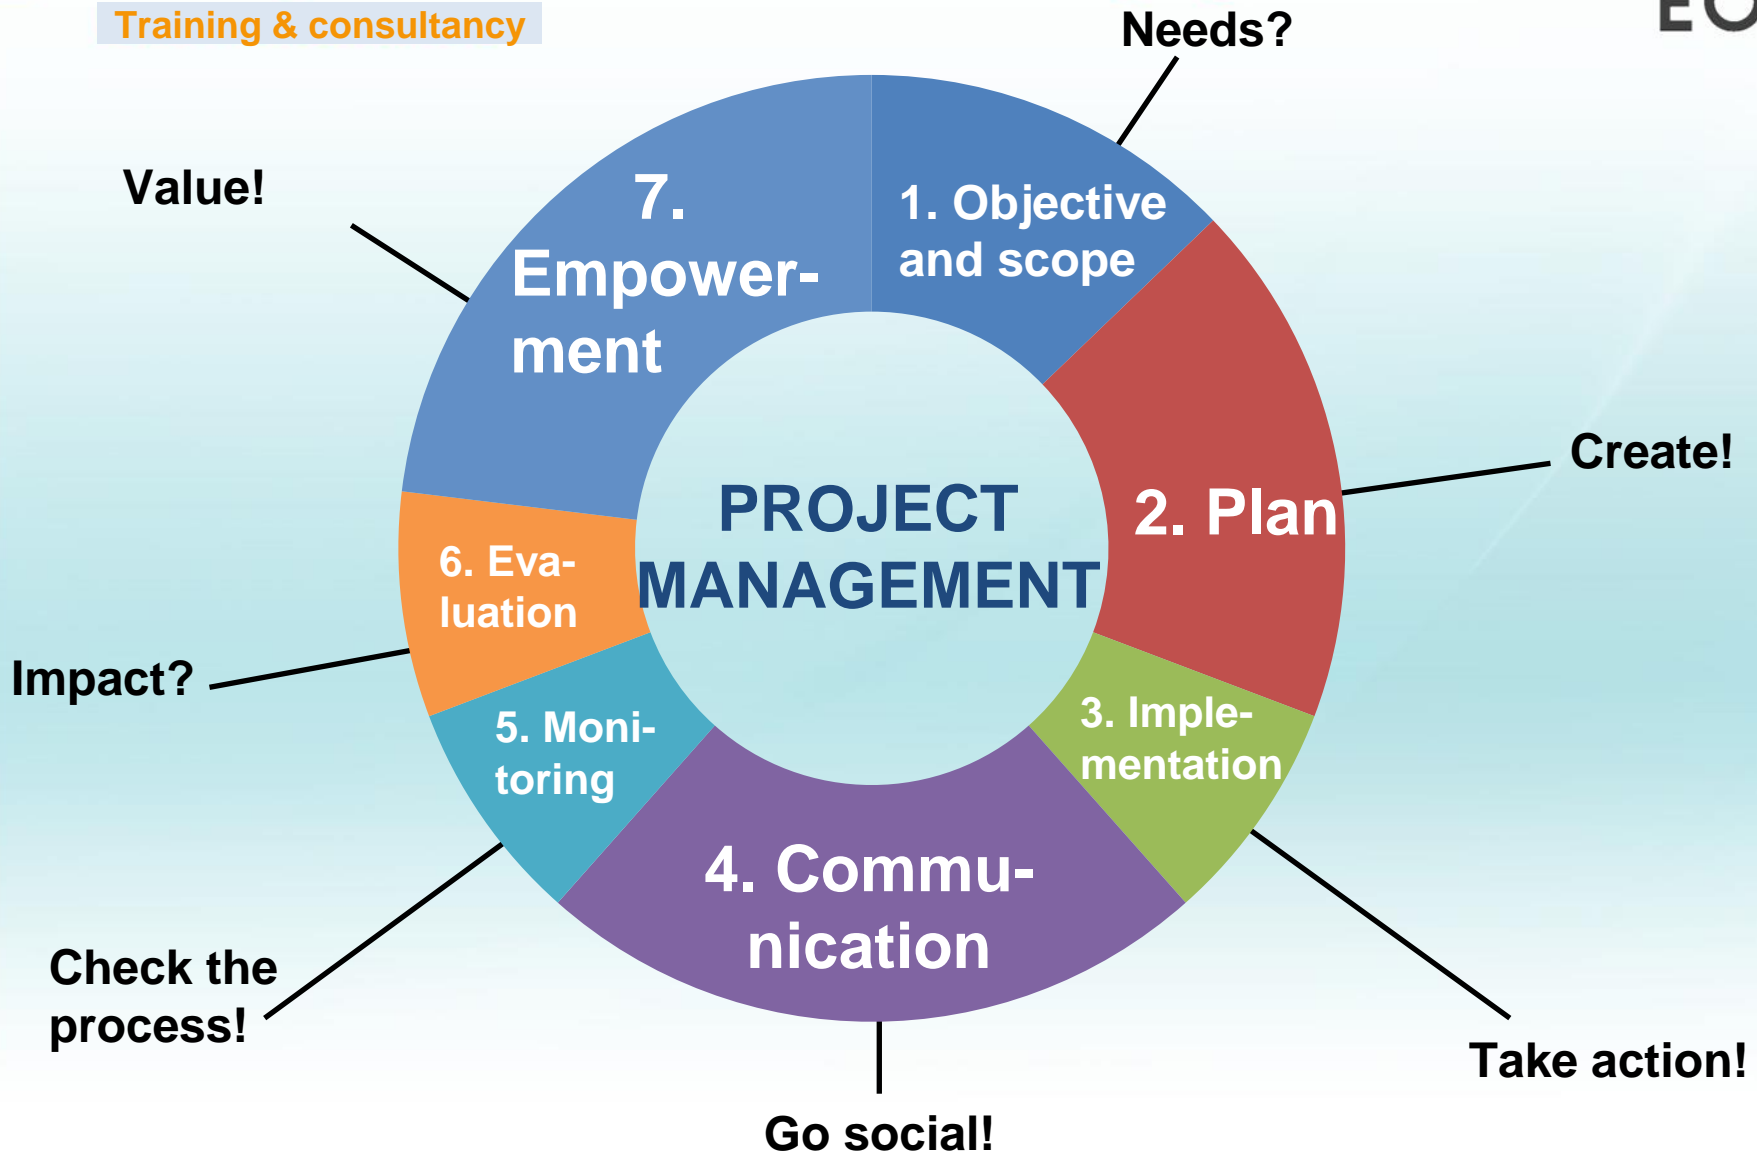 Training & consultancy
Needs?
Value!
7.
Empower-
ment
1. Objective
and scope
Create!
2. Plan
PROJECT
MANAGEMENT
6. Eva-
luation
Impact?
5. Moni-
toring
3. Imple-
mentation
4. Commu-
nication
Check the
process!
Take action!
Go social!